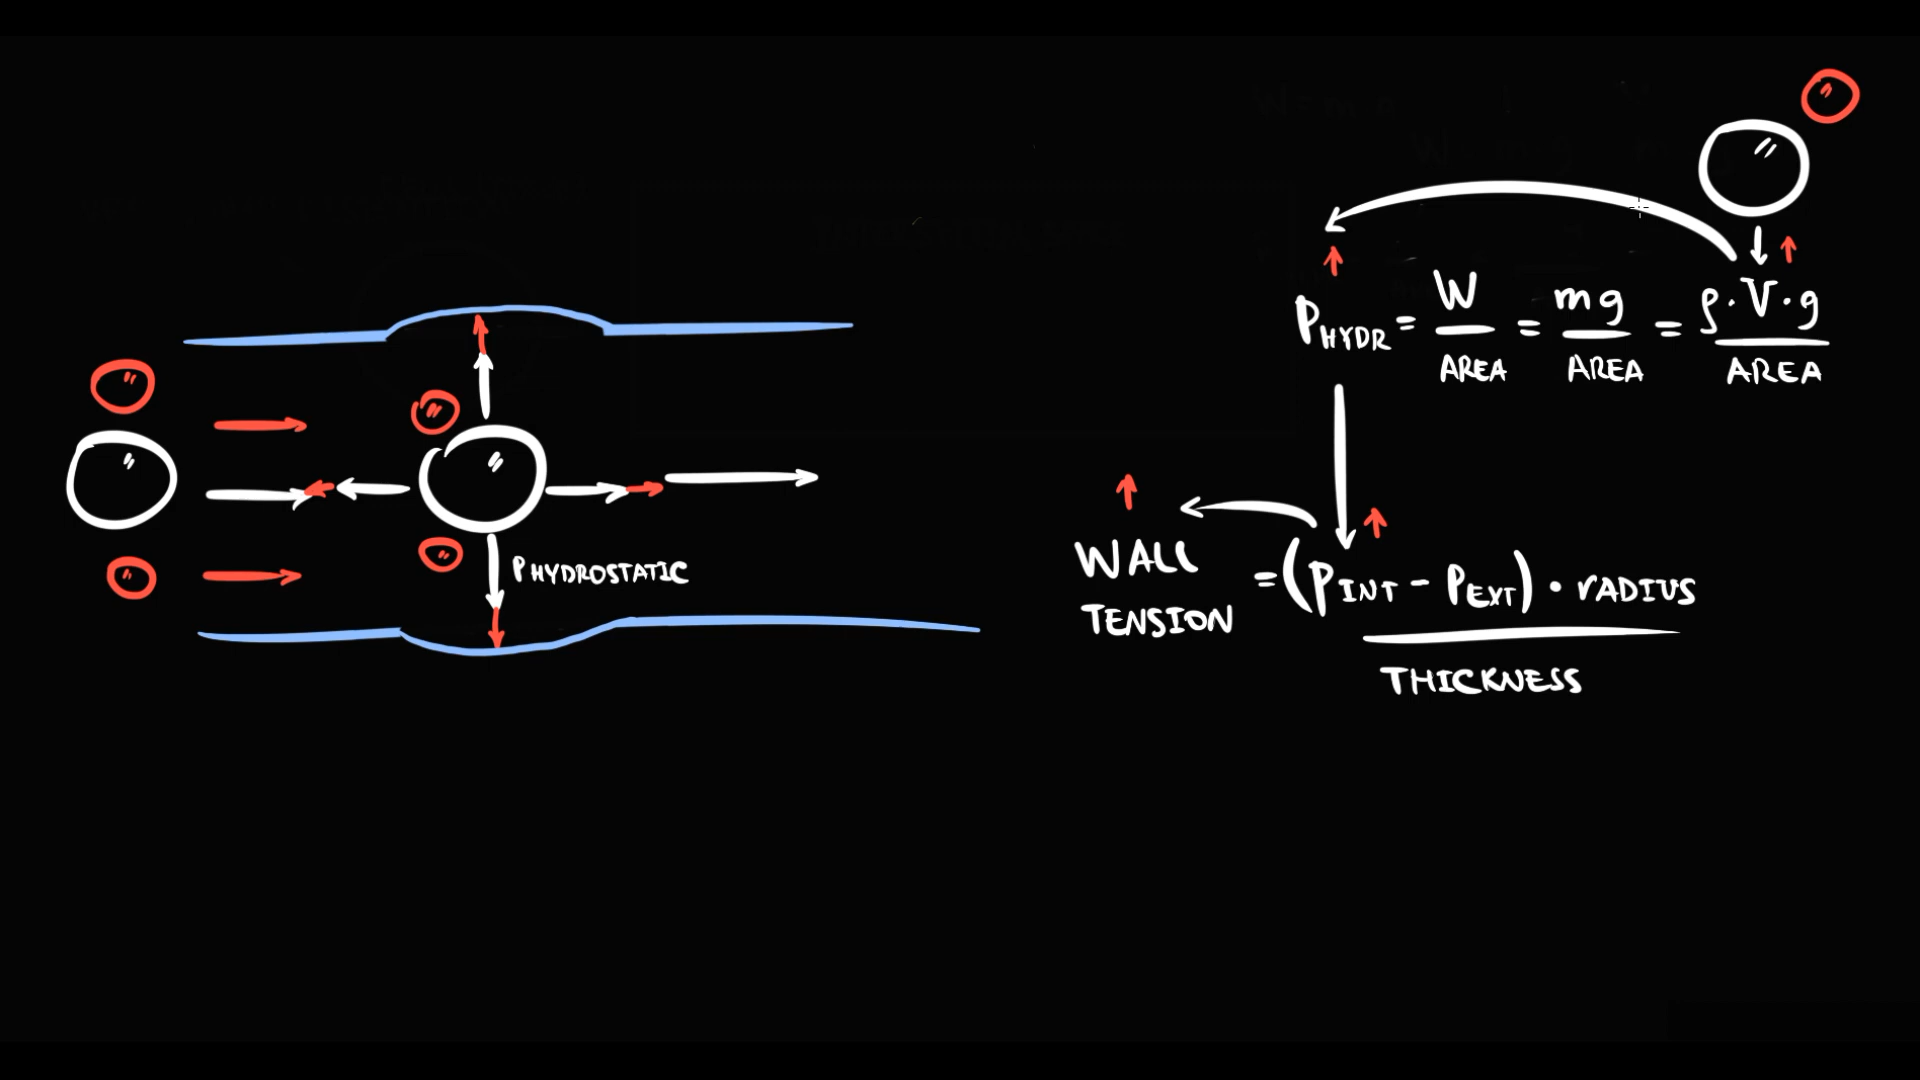 PHYDROSTATIC
PHYDR = W/AREA = mg/AREA = ρ·V·g/AREA
WALL TENSION = (PINT - PEXT) · rADIUS
THICKNESS